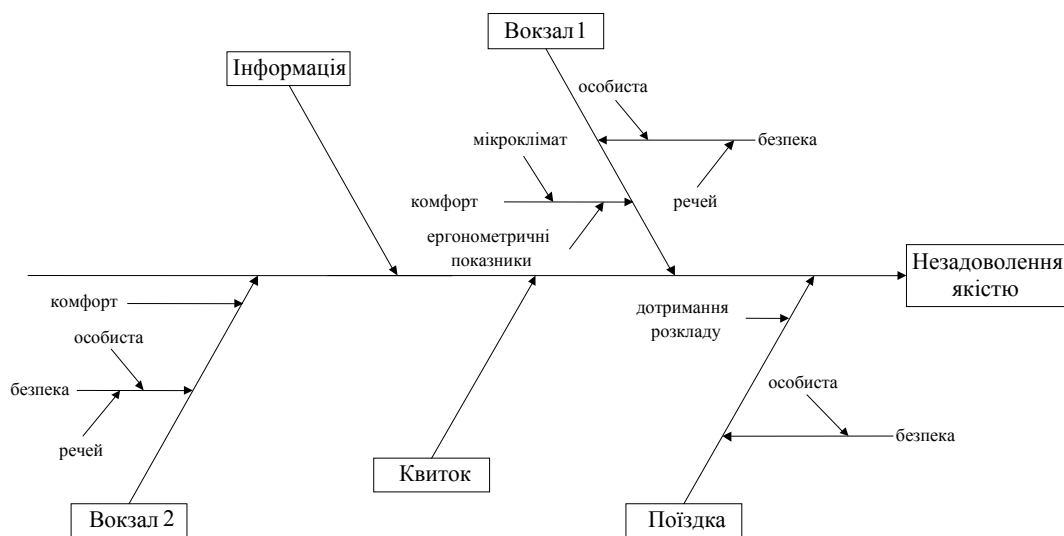 Вокзал 1
Інформація
особиста
мікроклімат
безпека
комфорт
речей
ергонометричні
показники
Незадоволення
якістю
комфорт
дотримання
розкладу
особиста
безпека
особиста
речей
безпека
Квиток
Вокзал 2
Поїздка